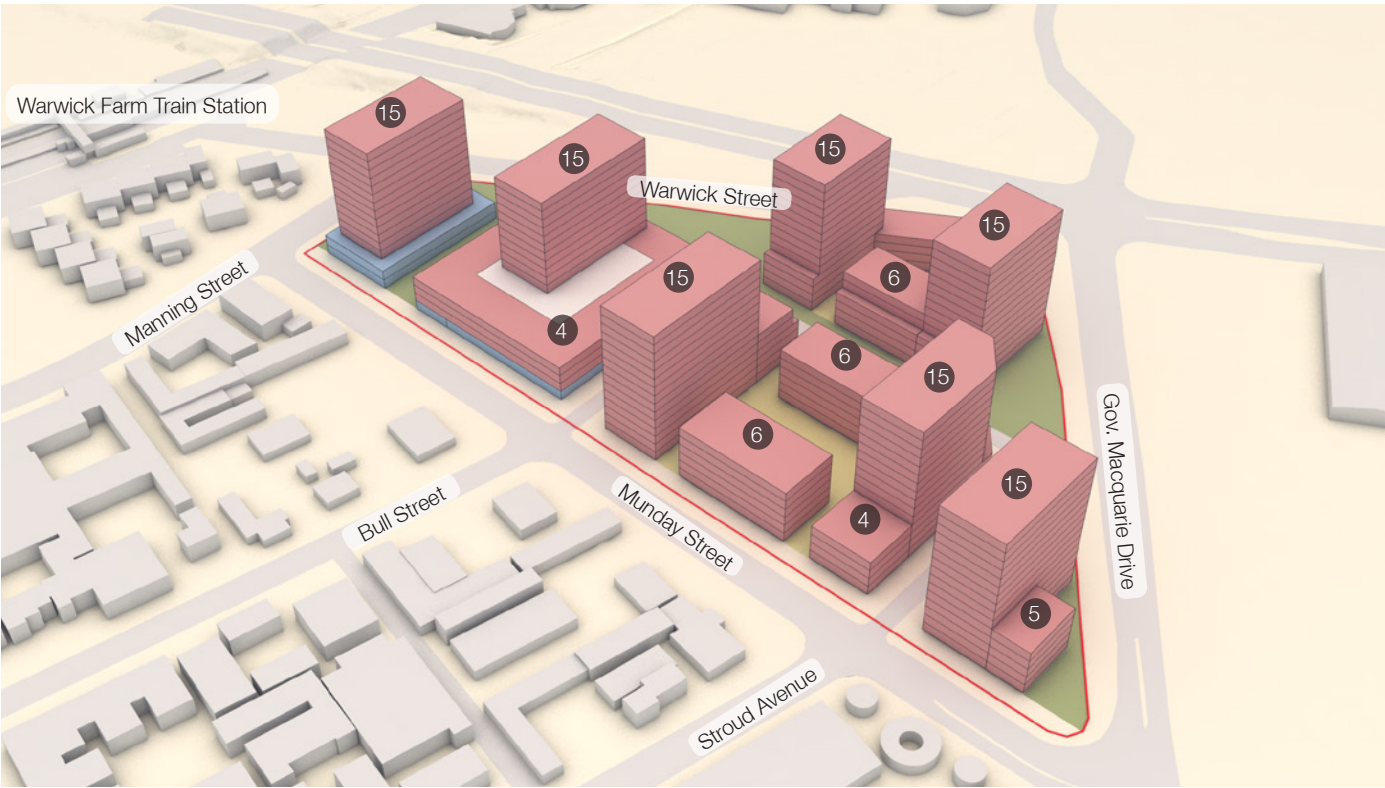 Warwick Farm Train Station
15
15
15
Warwick Street
15
15
6
Manning Street
4
6
15
6
15
Gov. Macquarie Drive
Bull Street
Munday Street
4
5
Stroud Avenue